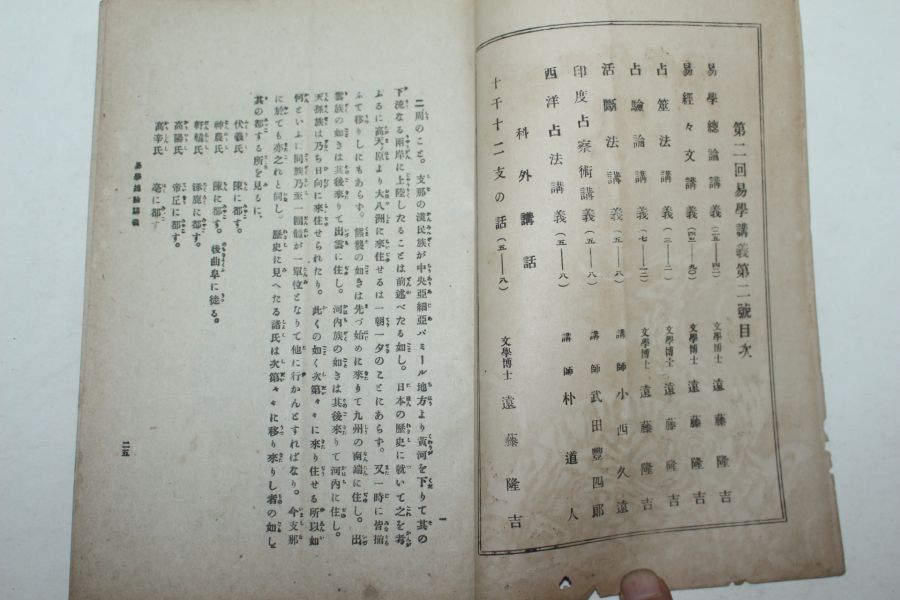 第二回易學講義第二號目次
易學總論講義(二五—四二) 文學博士 遠藤隆吉
易經々文講義(四五—九〇) 文學博士 遠藤隆吉
占筮法講義(三—二) 文學博士 遠藤隆吉
占驗論講義(七—一二) 文學博士 遠藤隆吉
活斷法講義(五—八) 講師 小西久遠
印度占察術講義(五—八) 講師 武田豐四郎
西洋占法講義(五—八) 講師 朴道人
科外講話
十干十二支の話(五—八) 文學博士 遠藤隆吉
二周のこと。支那の漢民族が中央亞細亞パミール地方より黃河を下りて其の
下流なる兩岸に上陸したることは前述べたる如し。日本の歷史に就いて之を考
ふるに高天原より大八洲に來住せるは一朝一夕のことにあらず。又一時に皆揃
ふて移りしにもあらず。熊襲の如きは先づ始めに來りて九州の南端に住し。出
雲族の如きは其後來りて出雲に住し。河內族の如きは其後來りて河內に住し。
天孫族は乃ち日向に來住せられたり。此くの如く次第々々に來り住せる所以如
何といふに同族乃至一團體が一單位となりて他に行かんとすればなり。今支那
に於ても亦之れと同し。歷史に見へたる諸氏は次第々々に移り來りし者の如し
其の都する所を見るに。
伏羲氏 陳に都す。
神農氏 陳に都す。後曲阜に徙る。
軒轅氏 涿鹿に都す。
高陽氏 帝丘に都す。
高辛氏 亳に都す
易學總論講義
二五